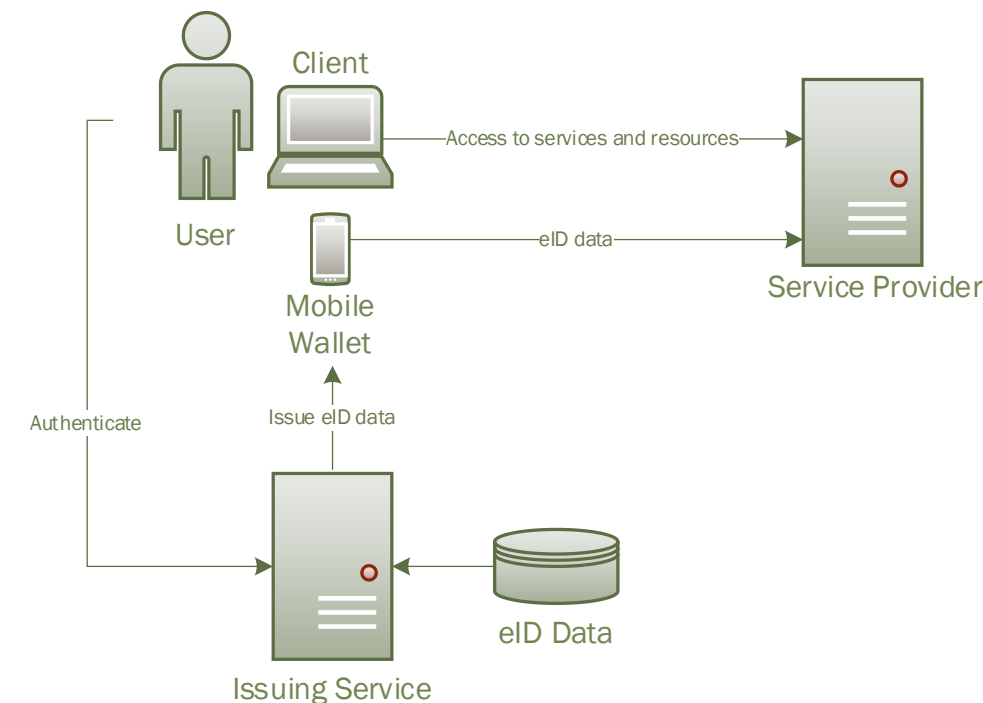 Client
Access to services and resources
User
eID data
Service Provider
Mobile
Wallet
Issue eID data
Authenticate
eID Data
Issuing Service